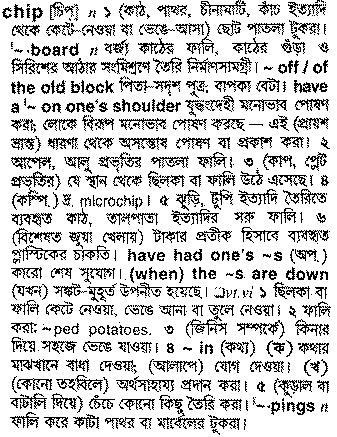 chip [চিপ্] n ১ (কাঠ, পাথর, চীনামাটি, কাঁচ ইত্যাদি
থেকে কেটে-নেওয়া বা ভেঙে-আসা) ছোট পাতলা টুকরা।
'~·board n বর্জ্য কাঠের ফালি, কাঠের গুঁড়া ও
সিরিশের আঠার সংমিশ্রণে তৈরি নির্মাণসামগ্রী। ~ off / of
the old block পিতা-সদৃশ পুত্র; বাপকা বেটা। have
a '~ on one's shoulder যুদ্ধংদেহী মনোভাব পোষণ
করা; লোকে বিরূপ মনোভাব পোষণ করছে — এই (প্রায়শ
ভ্রান্ত) ধারণা থেকে অসন্তোষ পোষণ বা প্রকাশ করা। ২
আপেল, আলু প্রভৃতির পাতলা ফালি। ৩ (কাপ, প্লেট
প্রভৃতির) যে স্থান থেকে ছিলকা বা ফালি উঠে এসেছে। ৪
(কম্পি.) দ্র. microchip। ৫ ঝুড়ি, টুপি ইত্যাদি তৈরিতে
ব্যবহৃত কাঠ, তালপাতা ইত্যাদির সরু ফালি। ৬
(বিশেষত জুয়া খেলায়) টাকার প্রতীক হিসাবে ব্যবহৃত
প্লাস্টিকের চাকতি। have had one's ~s (অপ.)
কারো শেষ সুযোগ। (when) the ~s are down
(যখন) সঙ্কট-মুহূর্ত উপনীত হয়েছে। □vt,vi ১ ছিলকা বা
ফালি কেটে নেওয়া, ভেঙে আনা বা তুলে নেওয়া। ২ ফালি
করা: ~ped potatoes. ৩ (জিনিস সম্পর্কে) কিনার
দিয়ে সহজে ভেঙে যাওয়া। ৪ ~ in (কথ্য) (ক) কথার
মাঝখানে বাধা দেওয়া; (আলাপে) যোগ দেওয়া। (খ)
(কোনো তহবিলে) অর্থসাহায্য প্রদান করা। ৫ (কুড়াল বা
বাটালি দিয়ে) চেঁচে কোনো কিছু তৈরি করা। '~·pings n
ফালি করে কাটা পাথর বা মার্বেলের টুকরা।